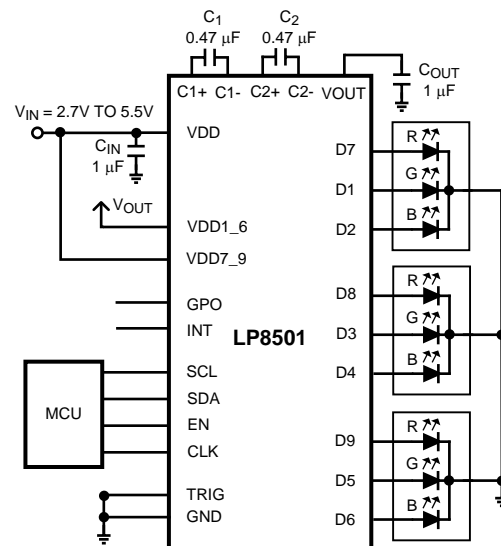 C1
0.47 µF
C2
0.47 µF
COUT
1 µF
C1+ C1- C2+ C2- VOUT
VIN = 2.7V TO 5.5V
CIN
1 µF
VDD
VOUT
VDD1_6
VDD7_9
GPO
INT
LP8501
MCU
SCL
SDA
EN
CLK
TRIG
GND
D7
R
D1
G
D2
B
D8
R
D3
G
D4
B
D9
R
D5
G
D6
B